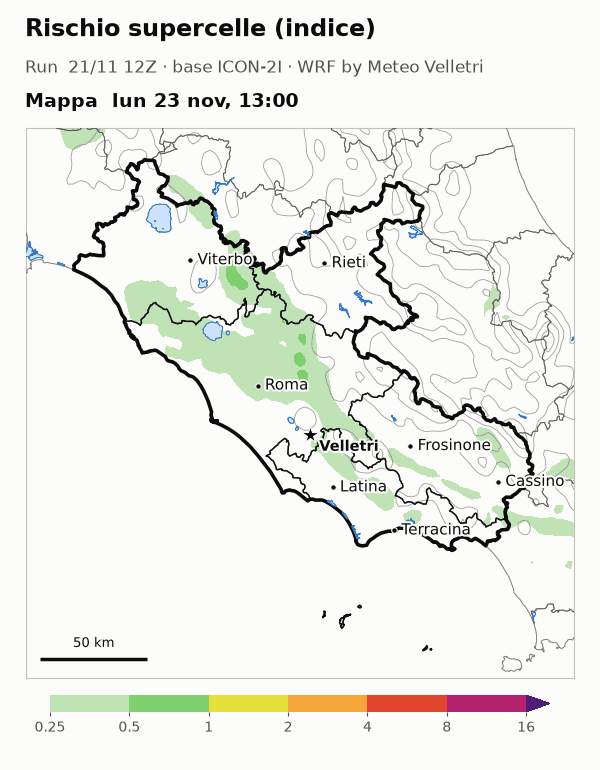 Rischio supercelle (indice)
Run  21/11 12Z · base ICON-2I · WRF by Meteo Velletri
Mappa  lun 23 nov, 13:00
Viterbo
Rieti
Roma
Velletri
Frosinone
Latina
Cassino
Terracina
50 km
0.25 0.5 1 2 4 8 16